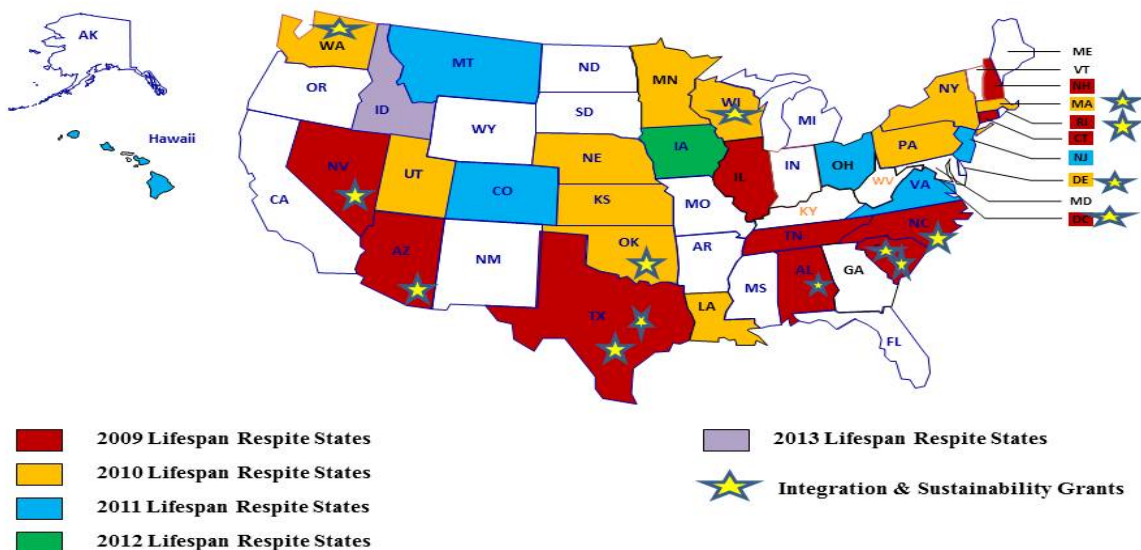 AK
WA
MT
ND
MN
ME
VT
NH
MA
RI
CT
NJ
DE
MD
DC
OR
ID
SD
WI
MI
NY
Hawaii
WY
IA
PA
NV
UT
CO
NE
IL
IN
OH
WV
VA
CA
KS
MO
KY
AZ
NM
OK
AR
TN
NC
TX
LA
MS
AL
GA
FL
2009 Lifespan Respite States
2010 Lifespan Respite States
2011 Lifespan Respite States
2012 Lifespan Respite States
2013 Lifespan Respite States
Integration & Sustainability Grants